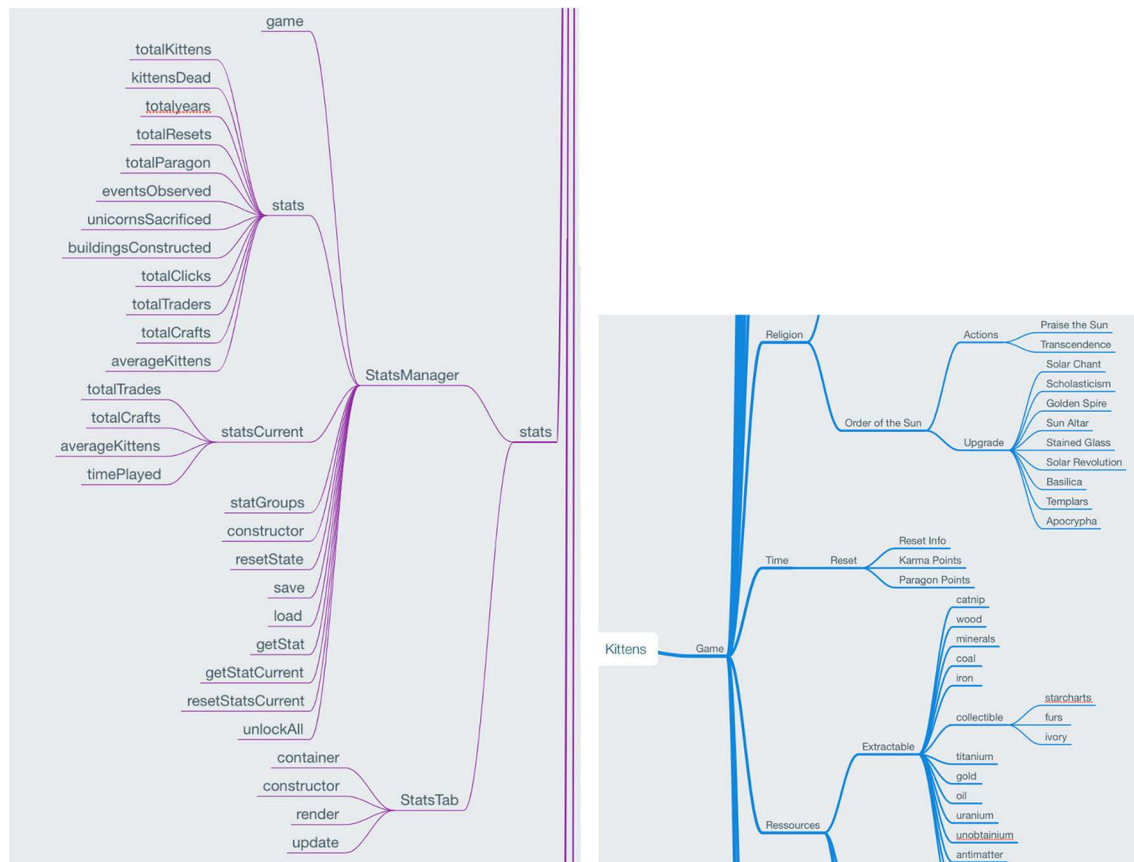 game
totalKittens
kittensDead
totalyears
totalResets
totalParagon
eventsObserved
stats
unicornsSacrificed
buildingsConstructed
totalClicks
totalTraders
totalCrafts
averageKittens
StatsManager
totalTrades
totalCrafts
statsCurrent
averageKittens
timePlayed
stats
statGroups
constructor
resetState
save
load
getStat
getStatCurrent
resetStatsCurrent
unlockAll
container
constructor
StatsTab
render
update
Religion
Actions
Praise the Sun
Transcendence
Order of the Sun
Upgrade
Solar Chant
Scholasticism
Golden Spire
Sun Altar
Stained Glass
Solar Revolution
Basilica
Templars
Apocrypha
Time
Reset
Reset Info
Karma Points
Paragon Points
Kittens
Game
Ressources
Extractable
catnip
wood
minerals
coal
iron
collectible
starcharts
furs
ivory
titanium
gold
oil
uranium
unobtainium
antimatter